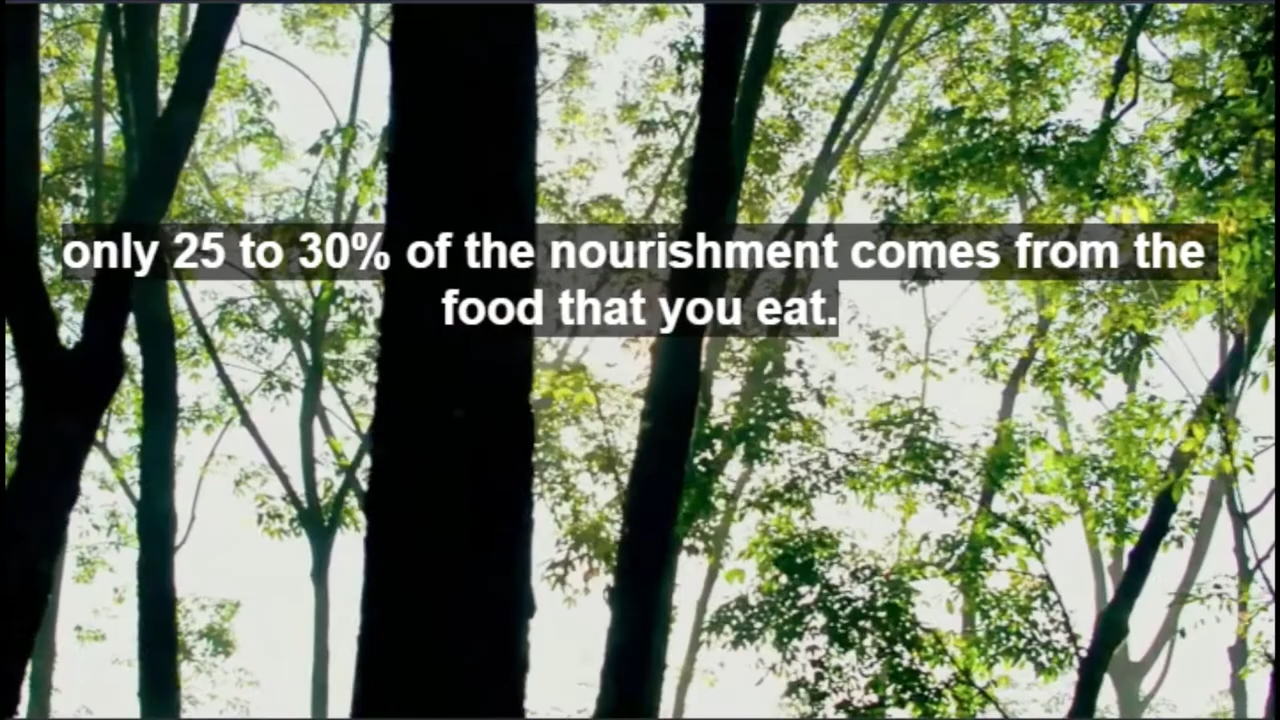 only 25 to 30% of the nourishment comes from the
food that you eat.